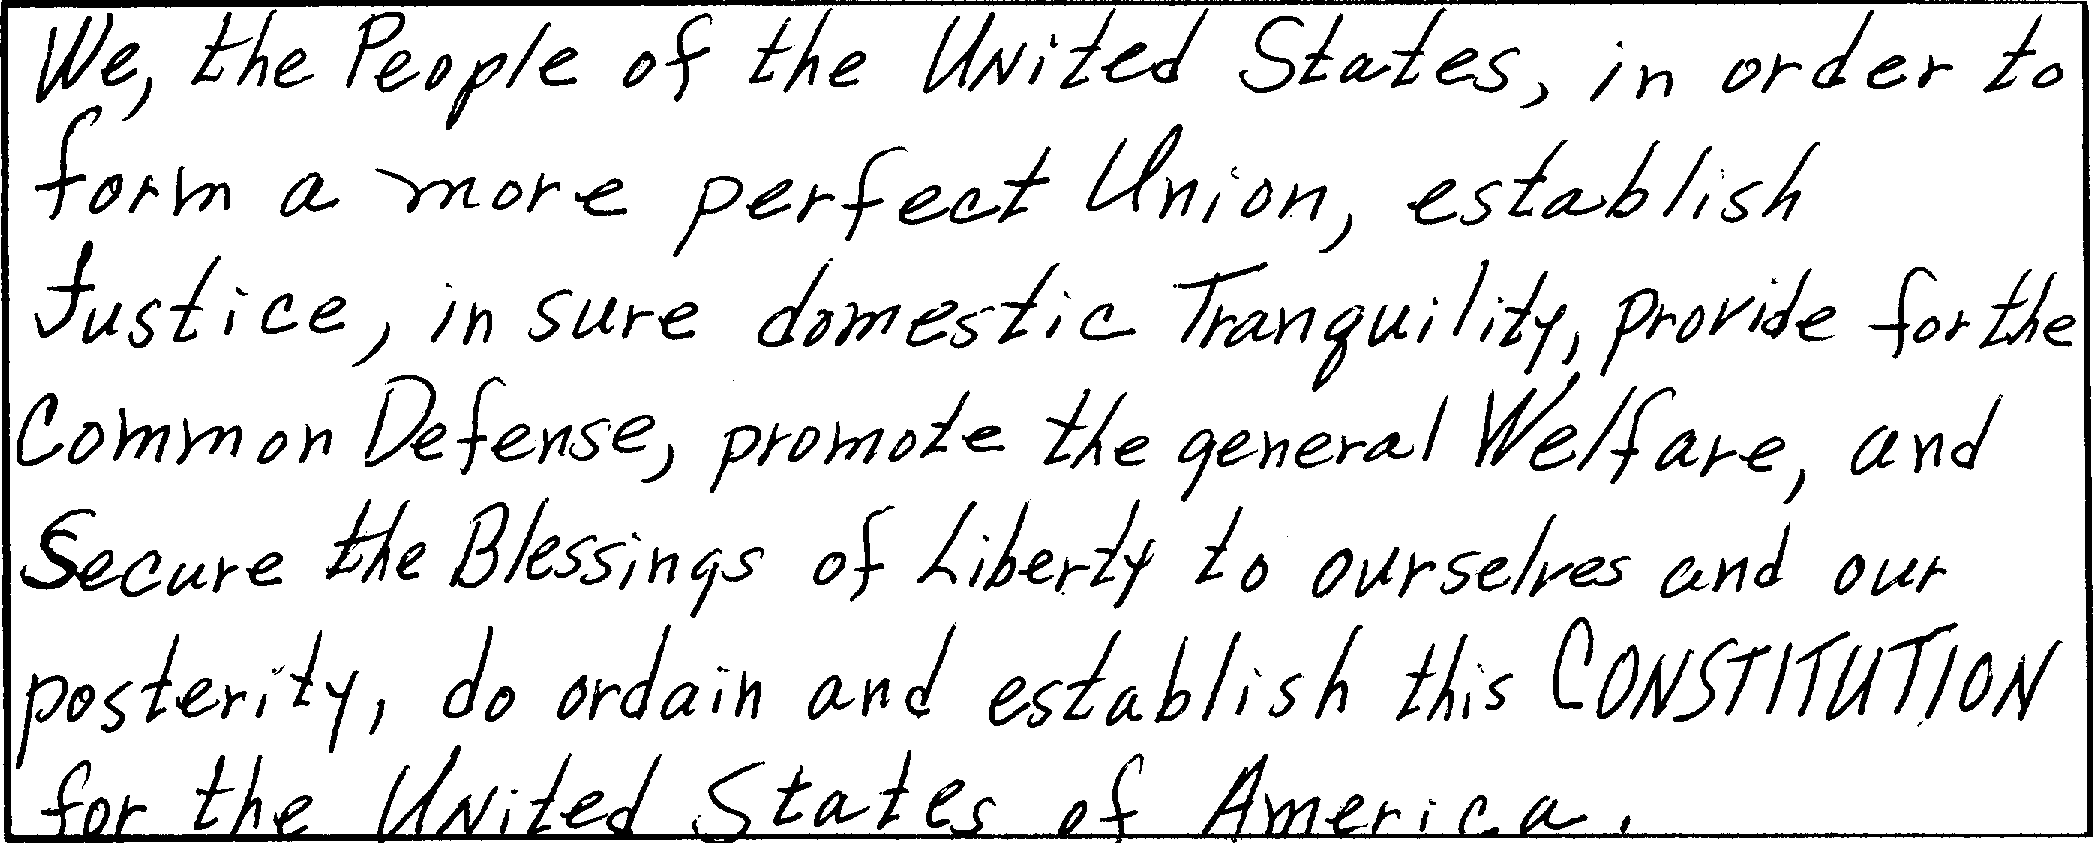 We, the People of the United States, in order to
form a more perfect Union, establish
Justice, in sure domestic Tranquility, provide for the
Common Defense, promote the general Welfare, and
Secure the Blessings of Liberty to ourselves and our
posterity, do ordain and establish this CONSTITUTION
for the United States of America.